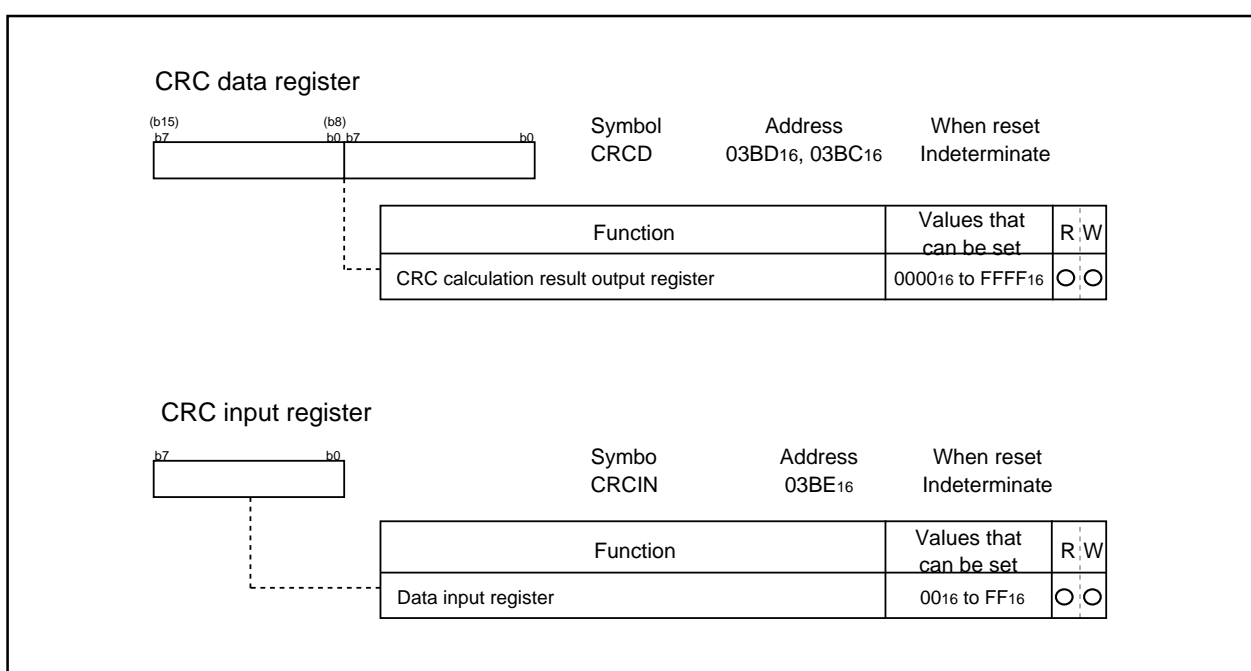 CRC data register
(b15) (b8)
b7 b0 b7 b0
Symbol Address When reset
CRCD 03BD16, 03BC16 Indeterminate
Function Values that can be set R W
CRC calculation result output register 000016 to FFFF16
CRC input register
b7 b0
Symbo Address When reset
CRCIN 03BE16 Indeterminate
Function Values that can be set R W
Data input register 0016 to FF16